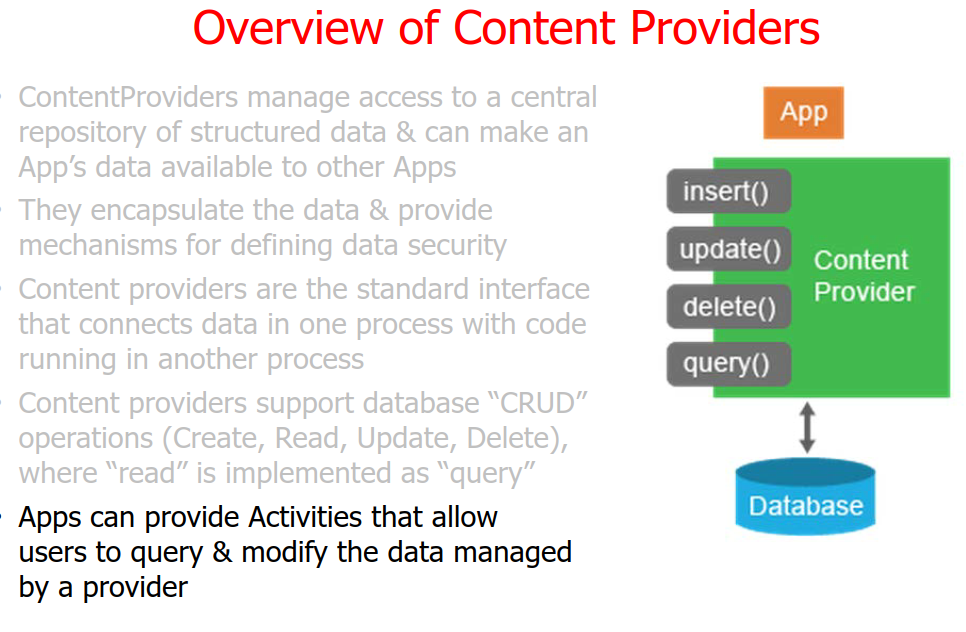 Overview of Content Providers
• ContentProviders manage access to a central
repository of structured data & can make an
App’s data available to other Apps
• They encapsulate the data & provide
mechanisms for defining data security
• Content providers are the standard interface
that connects data in one process with code
running in another process
• Content providers support database “CRUD”
operations (Create, Read, Update, Delete),
where “read” is implemented as “query”
• Apps can provide Activities that allow
users to query & modify the data managed
by a provider
App
insert()
update()
delete()
query()
Content
Provider
Database